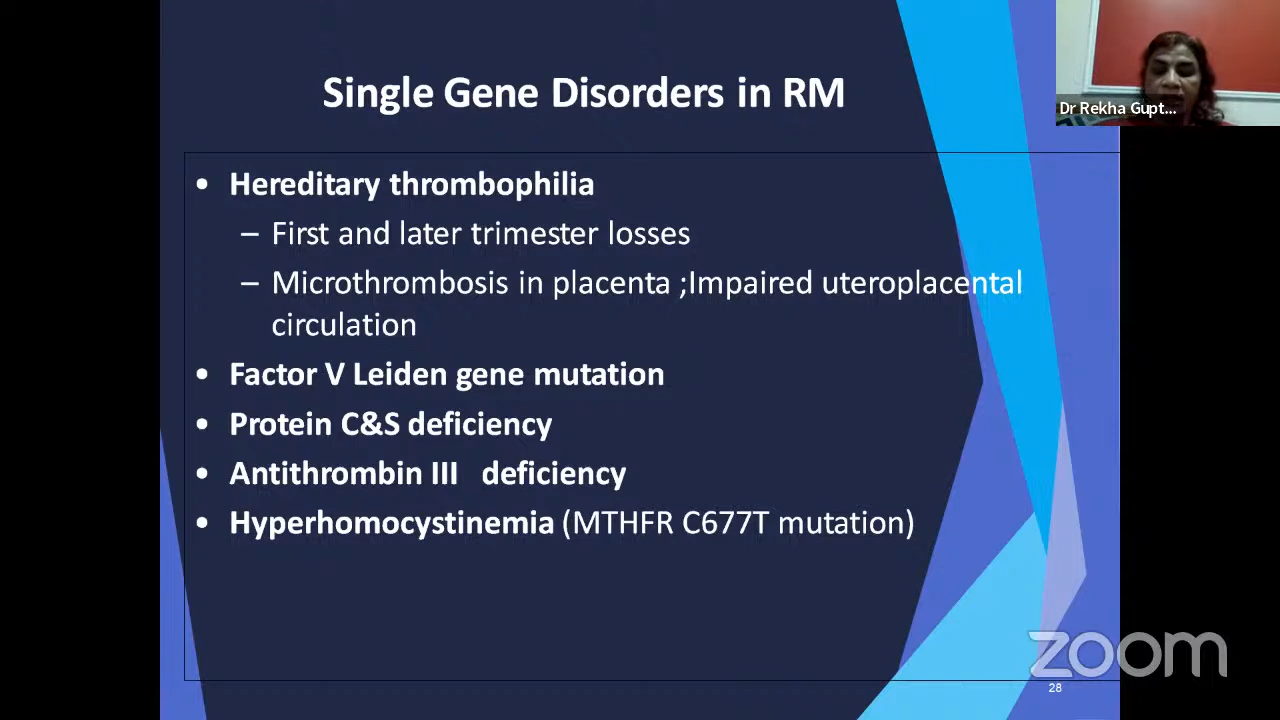 Single Gene Disorders in RM
Dr Rekha Gupt...
• Hereditary thrombophilia
– First and later trimester losses
– Microthrombosis in placenta ;Impaired uteroplacental
circulation
• Factor V Leiden gene mutation
• Protein C&S deficiency
• Antithrombin III deficiency
• Hyperhomocystinemia (MTHFR C677T mutation)
zoom
28